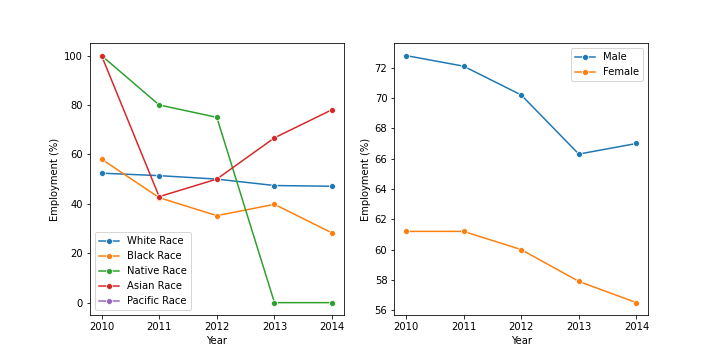 100
80
60
40
20
0
Employment (%)
White Race
Black Race
Native Race
Asian Race
Pacific Race
2010 2011 2012 2013 2014
Year
72
70
68
66
64
62
60
58
56
Employment (%)
Male
Female
2010 2011 2012 2013 2014
Year